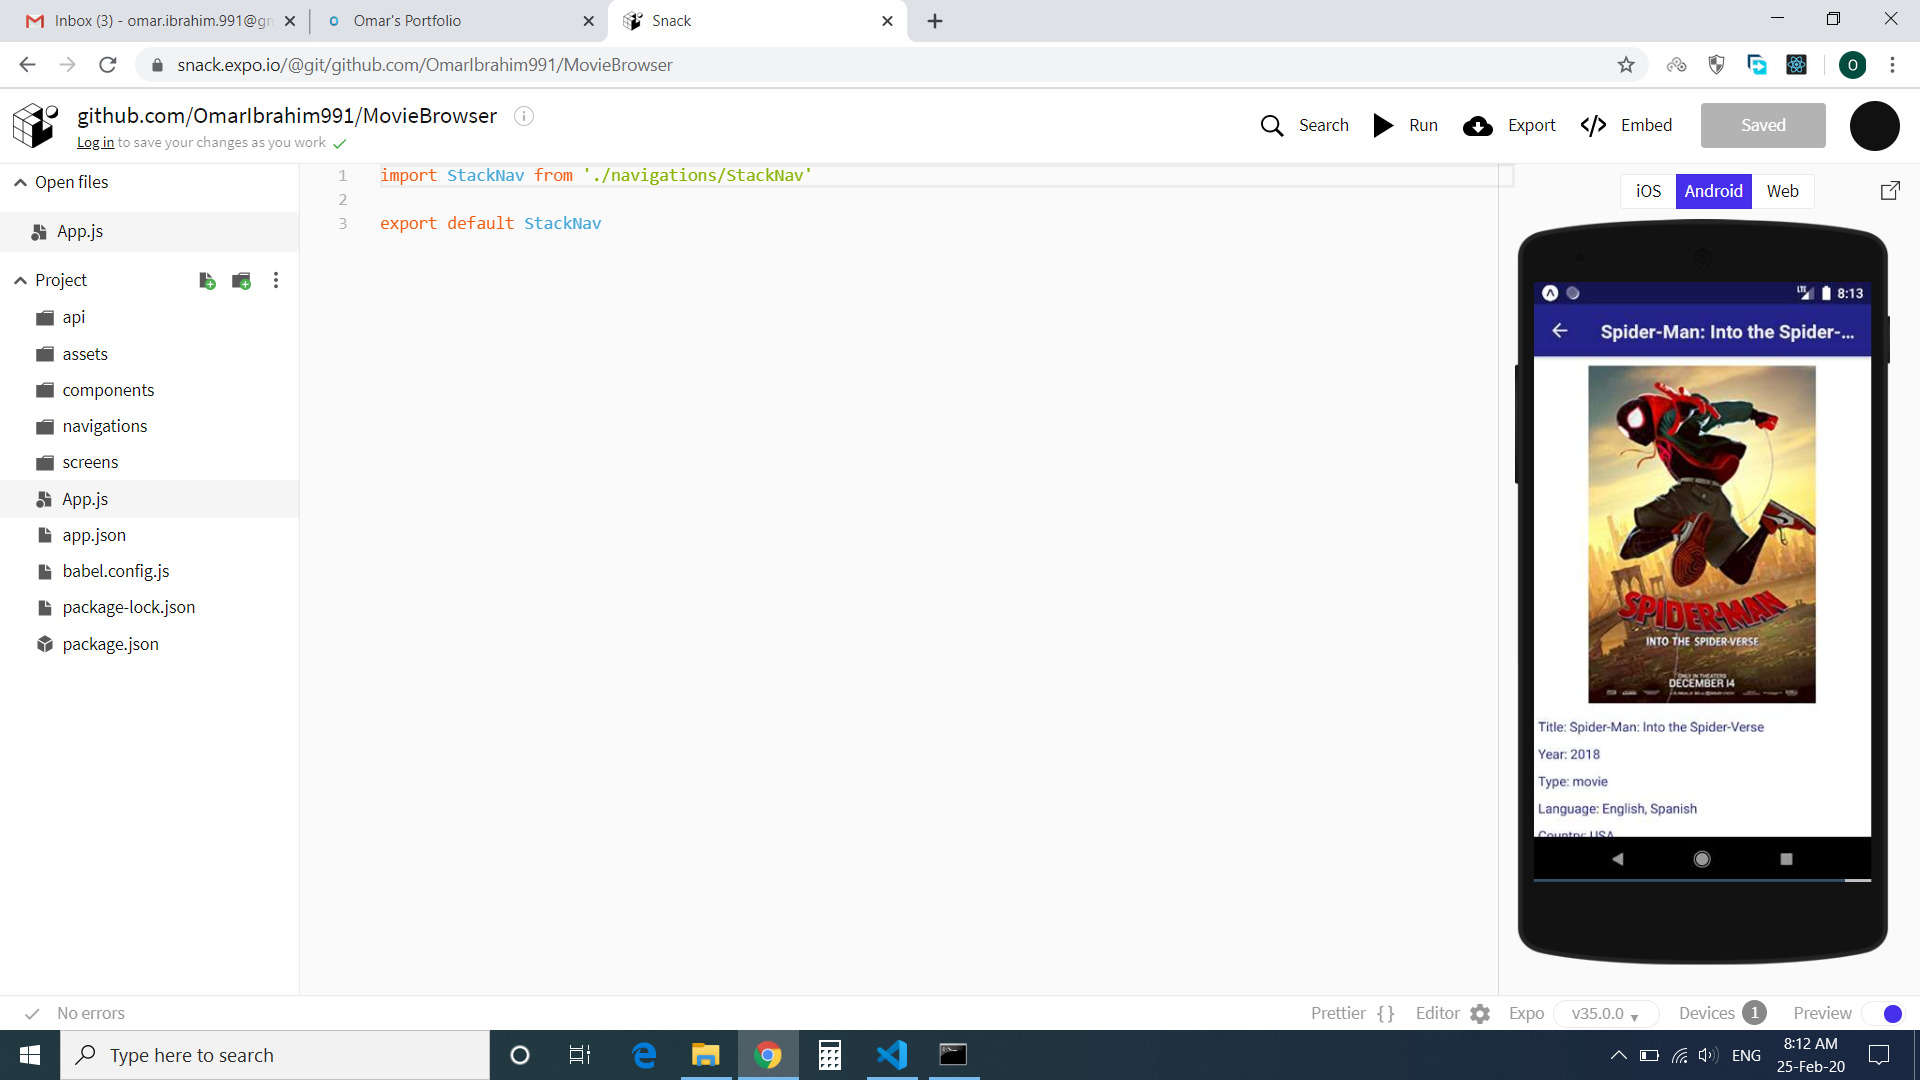 Inbox (3) - omar.ibrahim.991@gm
Omar's Portfolio
Snack
snack.expo.io/@git/github.com/OmarIbrahim991/MovieBrowser
O
github.com/OmarIbrahim991/MovieBrowser
Log in to save your changes as you work
Search
Run
Export
Embed
Saved
Open files
App.js
Project
api
assets
components
navigations
screens
App.js
app.json
babel.config.js
package-lock.json
package.json
1 import StackNav from './navigations/StackNav'
2
3 export default StackNav
iOS
Android
Web
LTE 8:13
Spider-Man: Into the Spider-...
SPIDER-MAN
INTO THE SPIDER-VERSE
ONLY IN THEATERS
DECEMBER 14
Title: Spider-Man: Into the Spider-Verse
Year: 2018
Type: movie
Language: English, Spanish
Country: USA
No errors
Prettier { }
Editor
Expo
v35.0.0
Devices 1
Preview
Type here to search
ENG
8:12 AM
25-Feb-20